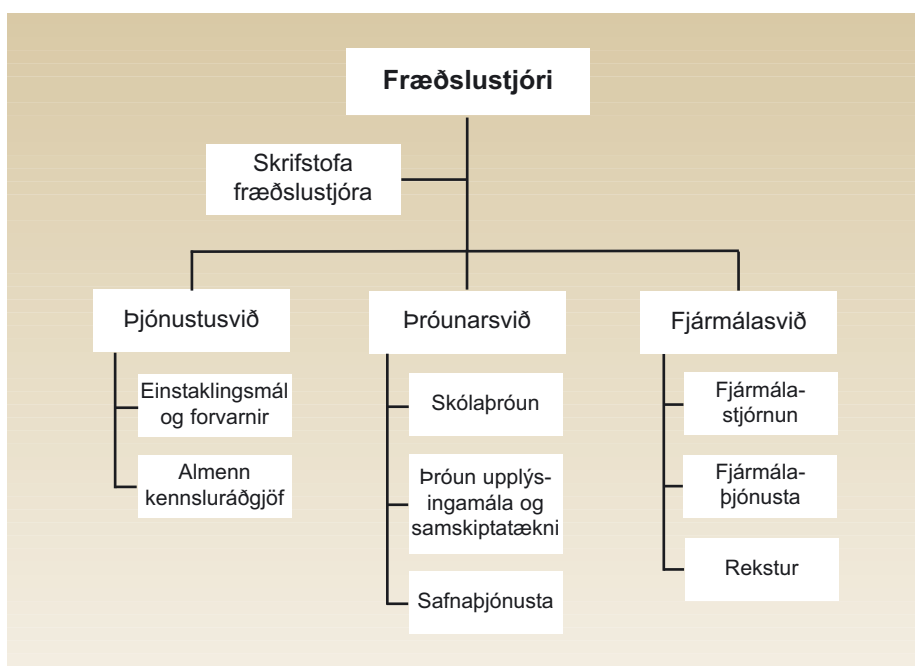 Fræðslustjóri
Skrifstofa
fræðslustjóra
Þjónustusvið
Einstaklingsmál
og forvarnir
Almenn
kennsluráðgjöf
Þróunarsvið
Skólaþróun
Þróun upplýs-
ingamála og
samskiptatækni
Safnaþjónusta
Fjármálasvið
Fjármála-
stjórnun
Fjármála-
þjónusta
Rekstur